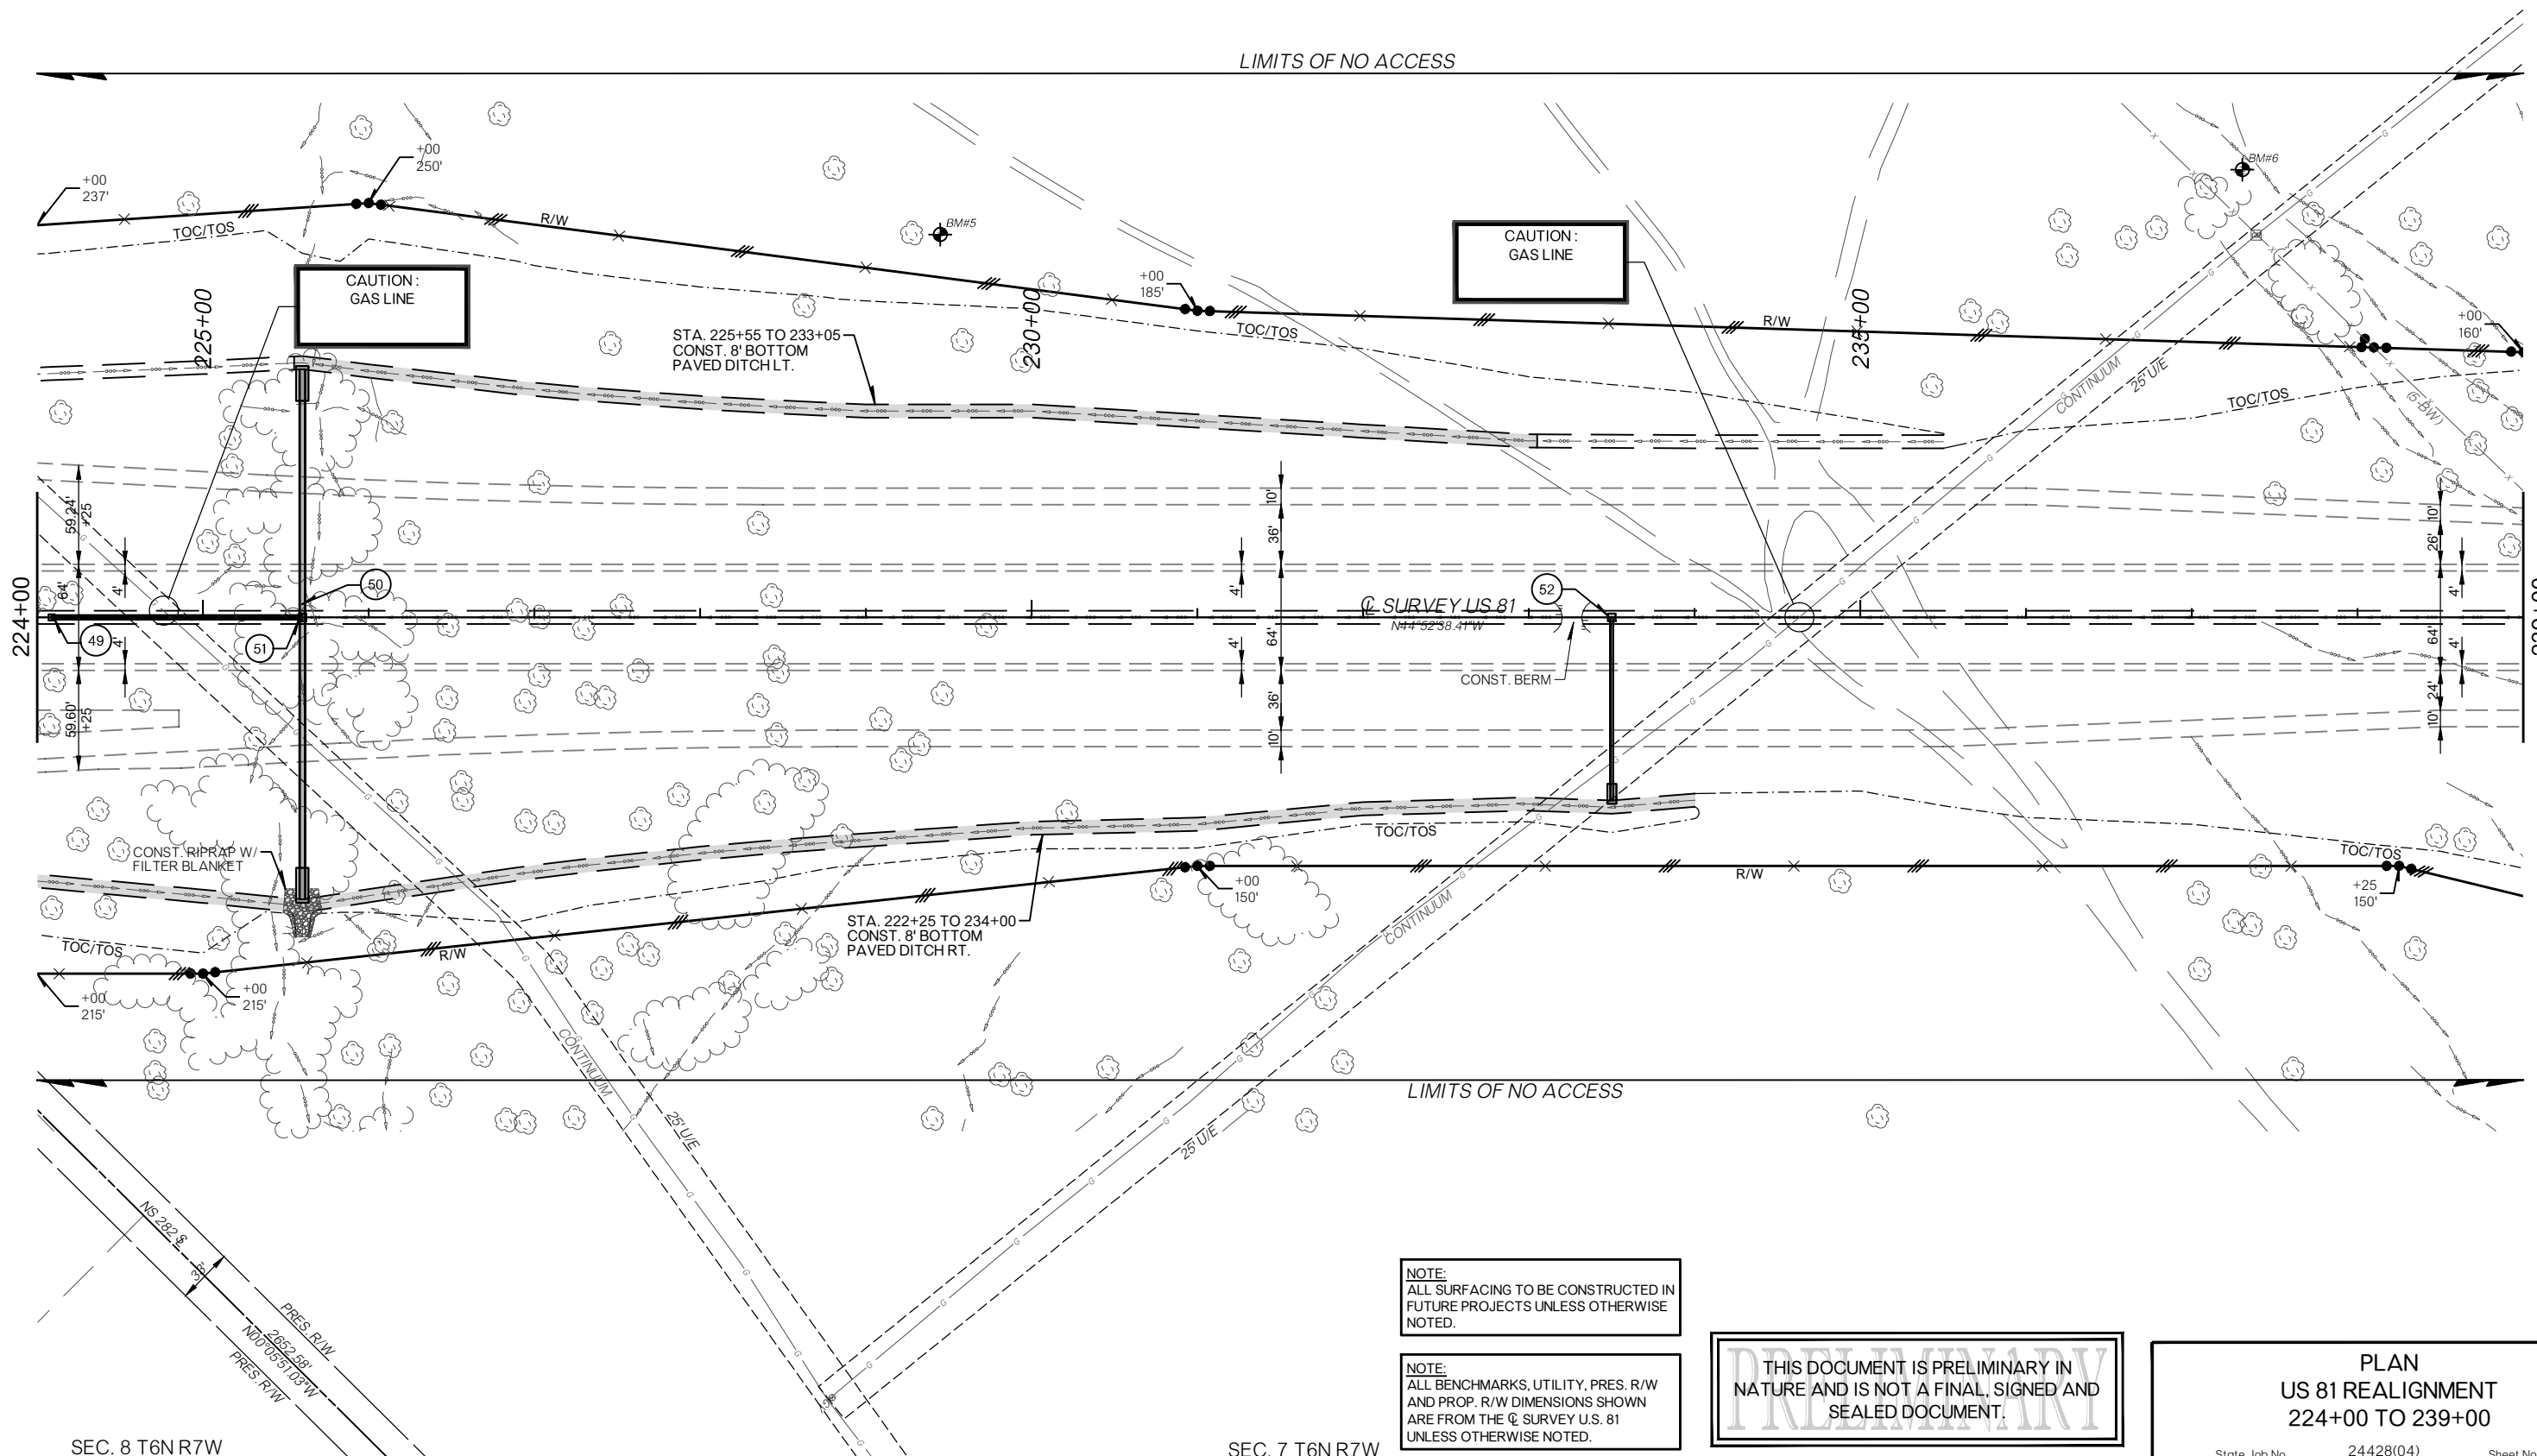 LIMITS OF NO ACCESS
+00
250'
+00
237'
BM#6
R/W
TOC/TOS
BM#5
CAUTION :
GAS LINE
CAUTION :
GAS LINE
+00
185'
225+00
230+00
235+00
TOC/TOS
R/W
+00
160'
STA. 225+55 TO 233+05
CONST. 8' BOTTOM
PAVED DITCH LT.
CONTINUUM
25' U/E
TOC/TOS
(5-BW)
59.24'
+25
10'
36'
10'
26'
4'
64'
4'
4'
50
52
℄ SURVEY US 81
N44°52'38.41"W
224+00
49
51
4'
4'
64'
64'
4'
CONST. BERM
59.60'
+25
36'
10'
24'
10'
CONST. RIPRAP W/
FILTER BLANKET
TOC/TOS
TOC/TOS
R/W
+00
150'
+25
150'
STA. 222+25 TO 234+00
CONST. 8' BOTTOM
PAVED DITCH RT.
CONTINUUM
TOC/TOS
R/W
+00
215'
+00
215'
CONTINUUM
25' U/E
25' U/E
LIMITS OF NO ACCESS
NS 282
33'
PRES. R/W
2652.58'
N00°05'51.03"W
PRES. R/W
NOTE:
ALL SURFACING TO BE CONSTRUCTED IN
FUTURE PROJECTS UNLESS OTHERWISE
NOTED.
NOTE:
ALL BENCHMARKS, UTILITY, PRES. R/W
AND PROP. R/W DIMENSIONS SHOWN
ARE FROM THE ℄ SURVEY U.S. 81
UNLESS OTHERWISE NOTED.
PRELIMINARY
THIS DOCUMENT IS PRELIMINARY IN
NATURE AND IS NOT A FINAL, SIGNED AND
SEALED DOCUMENT.
PLAN
US 81 REALIGNMENT
224+00 TO 239+00
State Job No. 24428(04) Sheet No
SEC. 8 T6N R7W
SEC. 7 T6N R7W